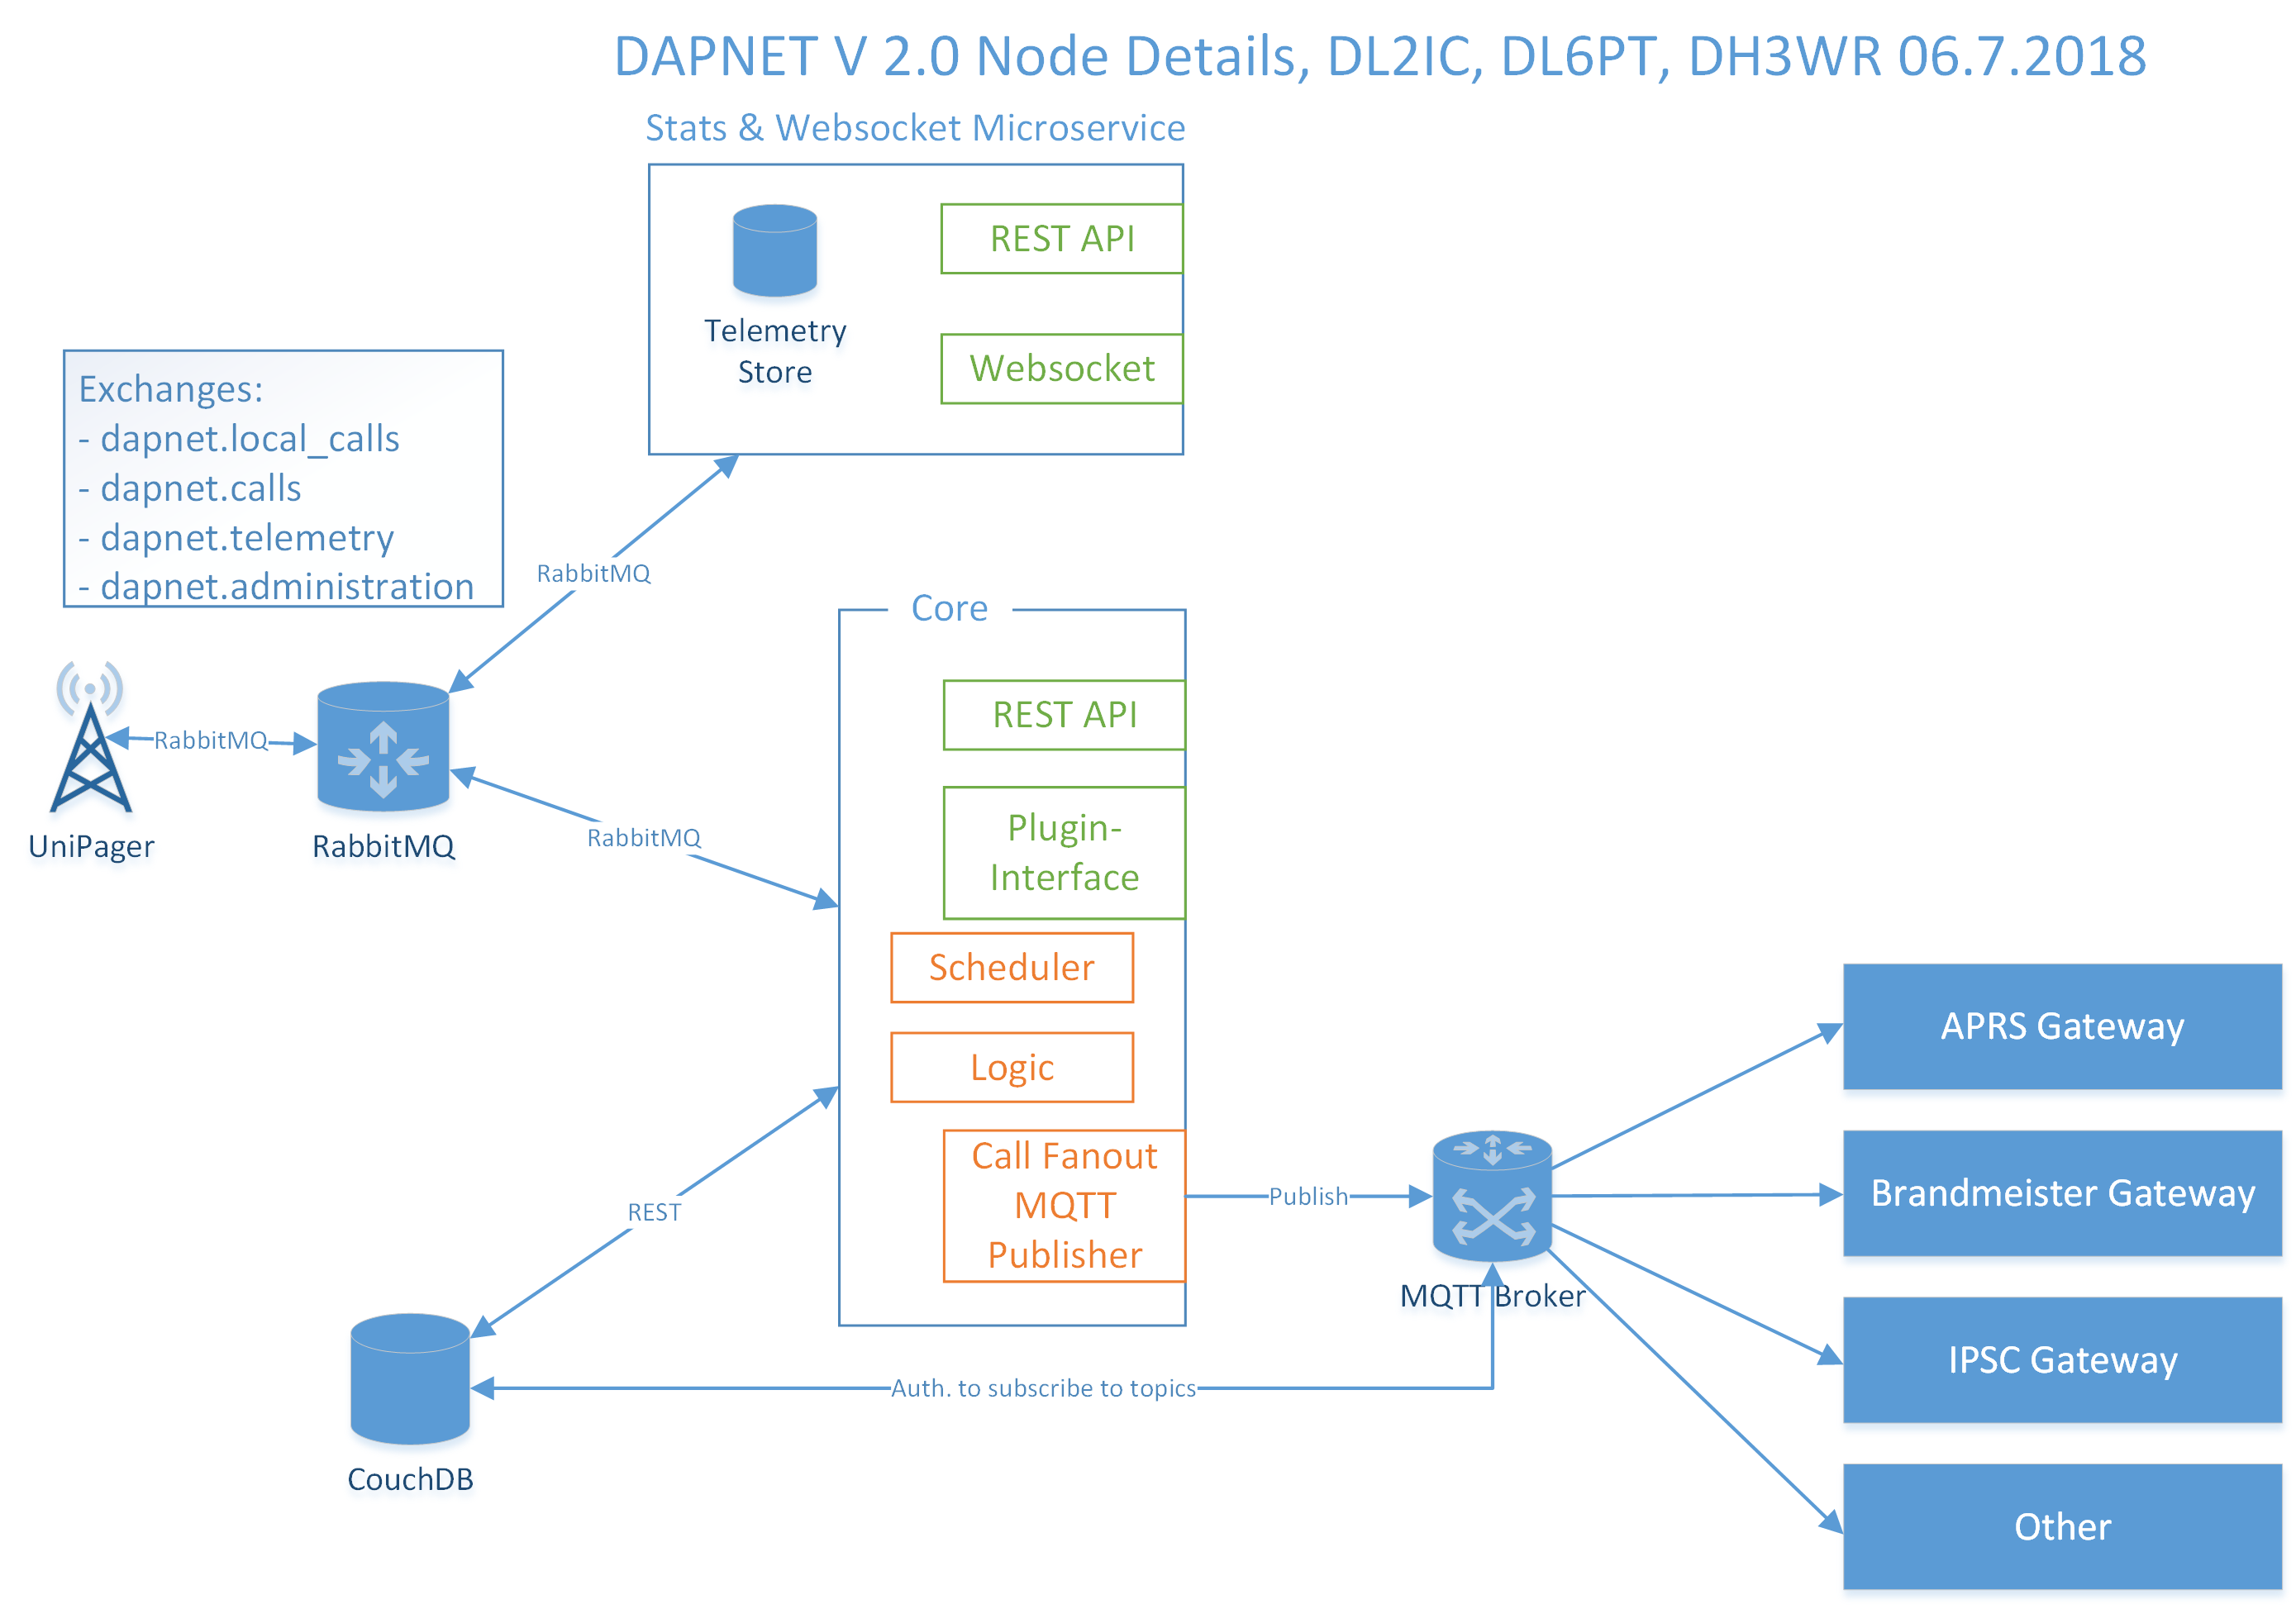 DAPNET V 2.0 Node Details, DL2IC, DL6PT, DH3WR 06.7.2018
Stats & Websocket Microservice
REST API
Telemetry
Store
Websocket
Exchanges:
- dapnet.local_calls
- dapnet.calls
- dapnet.telemetry
- dapnet.administration
RabbitMQ
Core
REST API
RabbitMQ
UniPager
RabbitMQ
RabbitMQ
Plugin-
Interface
Scheduler
Logic
Call Fanout
MQTT
Publisher
REST
Publish
MQTT Broker
Auth. to subscribe to topics
CouchDB
APRS Gateway
Brandmeister Gateway
IPSC Gateway
Other